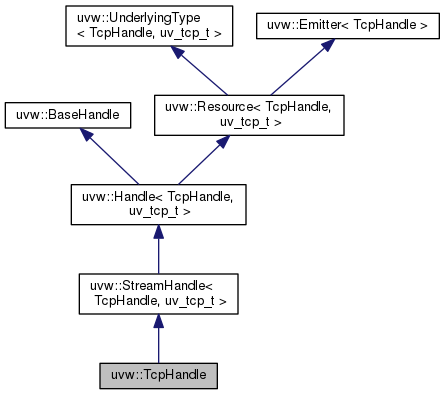 uvw::UnderlyingType
< TcpHandle, uv_tcp_t >
uvw::Emitter< TcpHandle >
uvw::BaseHandle
uvw::Resource< TcpHandle,
uv_tcp_t >
uvw::Handle< TcpHandle,
uv_tcp_t >
uvw::StreamHandle<
TcpHandle, uv_tcp_t >
uvw::TcpHandle